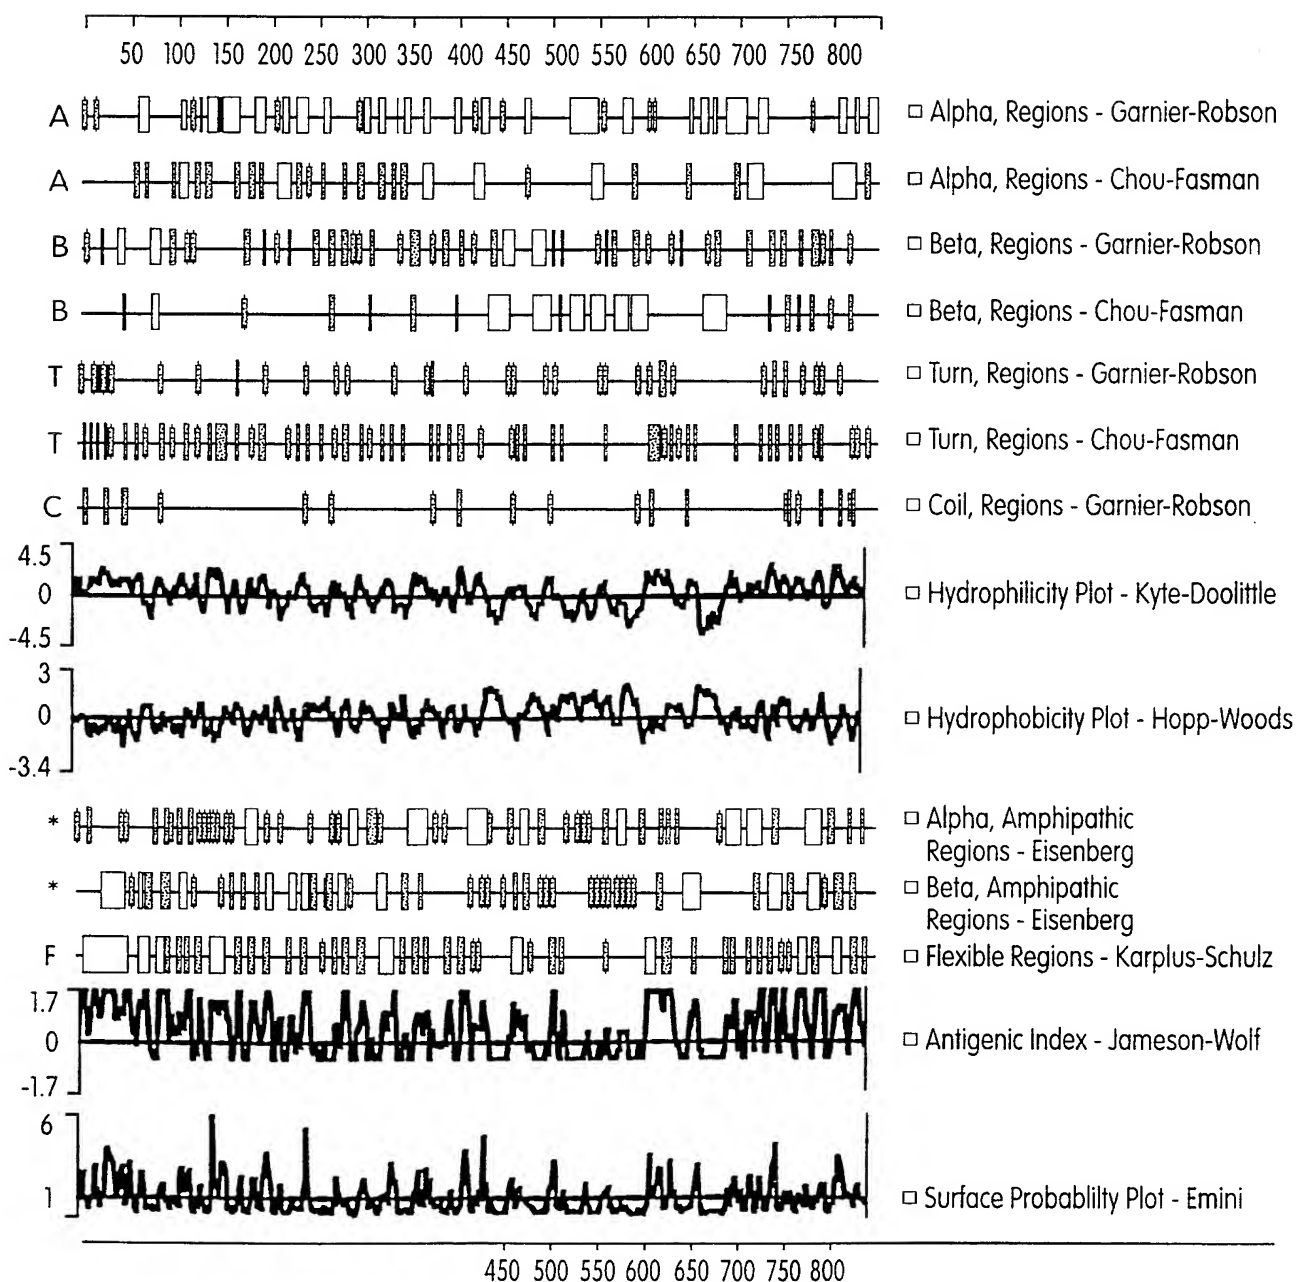 50 100 150 200 250 300 350 400 450 500 550 600 650 700 750 800
A □ Alpha, Regions - Garnier-Robson
A □ Alpha, Regions - Chou-Fasman
B □ Beta, Regions - Garnier-Robson
B □ Beta, Regions - Chou-Fasman
T □ Turn, Regions - Garnier-Robson
T □ Turn, Regions - Chou-Fasman
C □ Coil, Regions - Garnier-Robson
4.5
0 □ Hydrophilicity Plot - Kyte-Doolittle
-4.5
3
0 □ Hydrophobicity Plot - Hopp-Woods
-3.4
* □ Alpha, Amphipathic
Regions - Eisenberg
* □ Beta, Amphipathic
Regions - Eisenberg
F □ Flexible Regions - Karplus-Schulz
1.7
0 □ Antigenic Index - Jameson-Wolf
-1.7
6
1 □ Surface Probablilty Plot - Emini
450 500 550 600 650 700 750 800